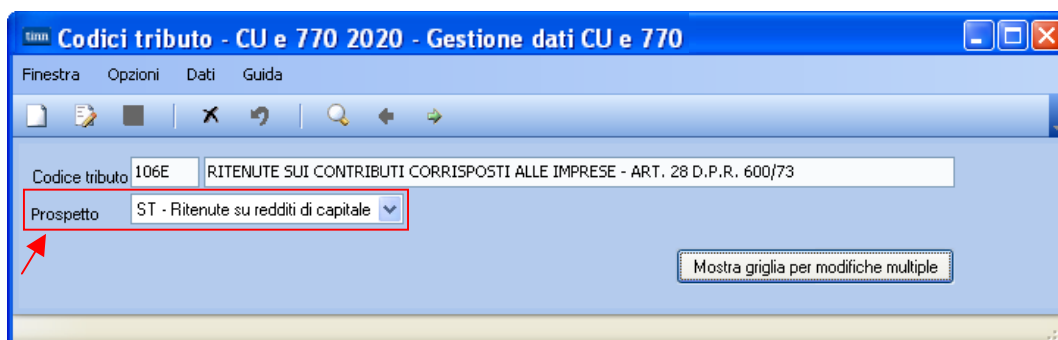 tinn Codici tributo - CU e 770 2020 - Gestione dati CU e 770
Finestra Opzioni Dati Guida
Codice tributo 106E RITENUTE SUI CONTRIBUTI CORRISPOSTI ALLE IMPRESE - ART. 28 D.P.R. 600/73
Prospetto ST - Ritenute su redditi di capitale
Mostra griglia per modifiche multiple